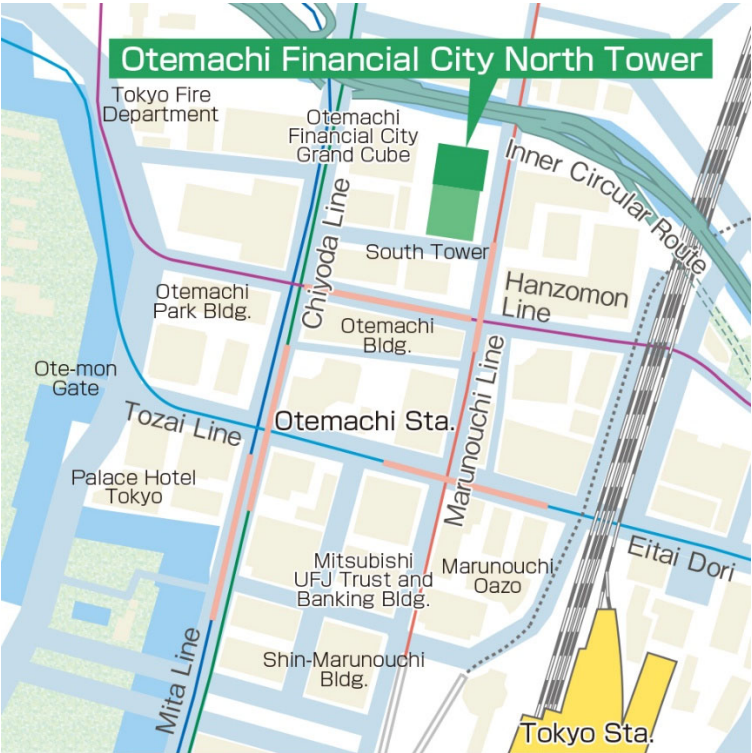 Otemachi Financial City North Tower
Tokyo Fire
Department
Otemachi
Financial City
Grand Cube
Inner Circular Route
Chiyoda Line
South Tower
Hanzomon
Line
Otemachi
Park Bldg.
Otemachi
Bldg.
Ote-mon
Gate
Marunouchi Line
Tozai Line
Otemachi Sta.
Palace Hotel
Tokyo
Eitai Dori
Mitsubishi
UFJ Trust and
Banking Bldg.
Marunouchi
Oazo
Mita Line
Shin-Marunouchi
Bldg.
Tokyo Sta.